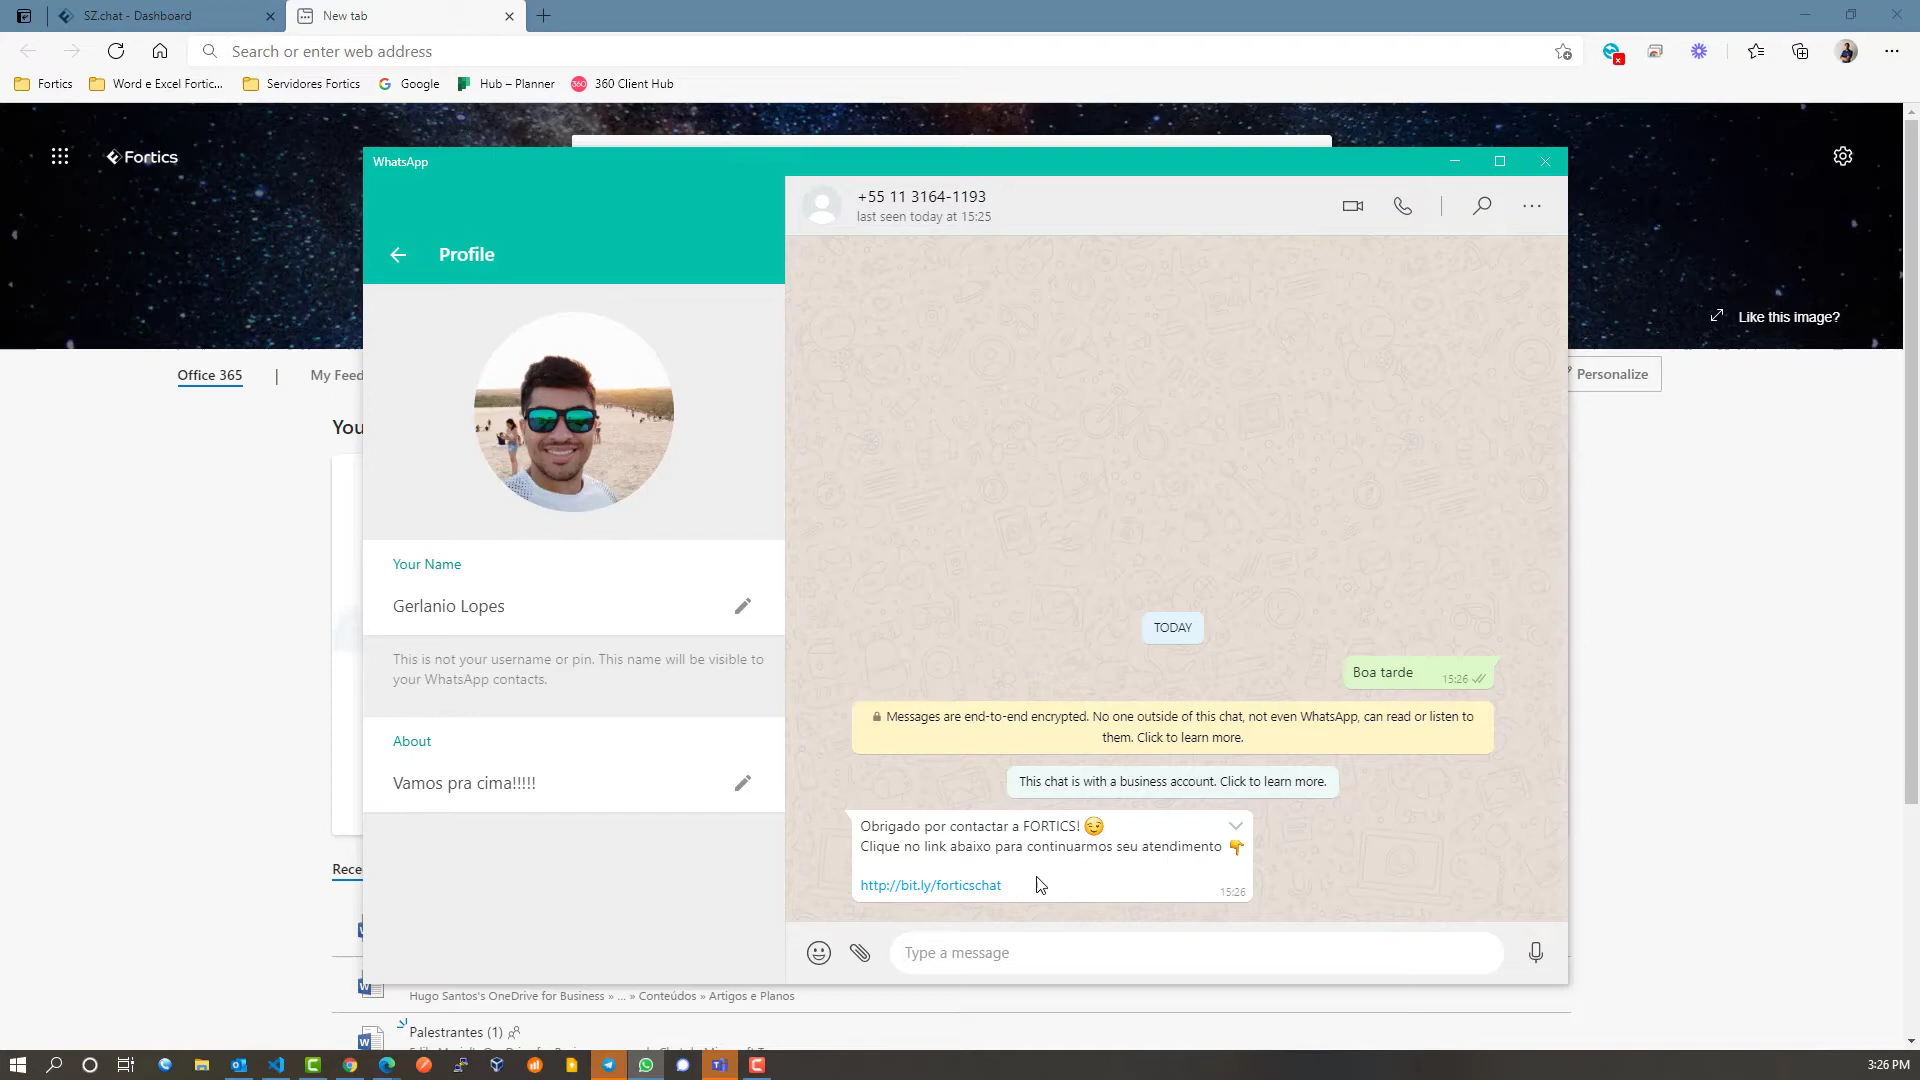 SZ.chat - Dashboard
New tab
Search or enter web address
Fortics
Word e Excel Fortic...
Servidores Fortics
Google
Hub – Planner
360 Client Hub
Fortics
Like this image?
Office 365
My Feed
Personalize
You
Rece
WhatsApp
Profile
Your Name
Gerlanio Lopes
This is not your username or pin. This name will be visible to
your WhatsApp contacts.
About
Vamos pra cima!!!!!
+55 11 3164-1193
last seen today at 15:25
TODAY
Boa tarde
15:26
Messages are end-to-end encrypted. No one outside of this chat, not even WhatsApp, can read or listen to
them. Click to learn more.
This chat is with a business account. Click to learn more.
Obrigado por contactar a FORTICS! 😏
Clique no link abaixo para continuarmos seu atendimento 👇
http://bit.ly/forticschat
15:26
Type a message
Hugo Santos's OneDrive for Business » ... » Conteúdos » Artigos e Planos
Palestrantes (1)
3:26 PM